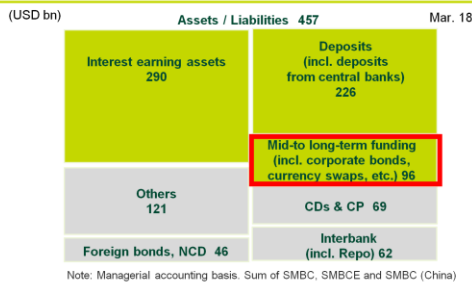 (USD bn)
Assets / Liabilities 457
Mar. 18
Interest earning assets
290
Others
121
Foreign bonds, NCD 46
Deposits
(incl. deposits
from central banks)
226
Mid-to long-term funding
(incl. corporate bonds,
currency swaps, etc.) 96
CDs & CP 69
Interbank
(incl. Repo) 62
Note: Managerial accounting basis. Sum of SMBC, SMBCE and SMBC (China)